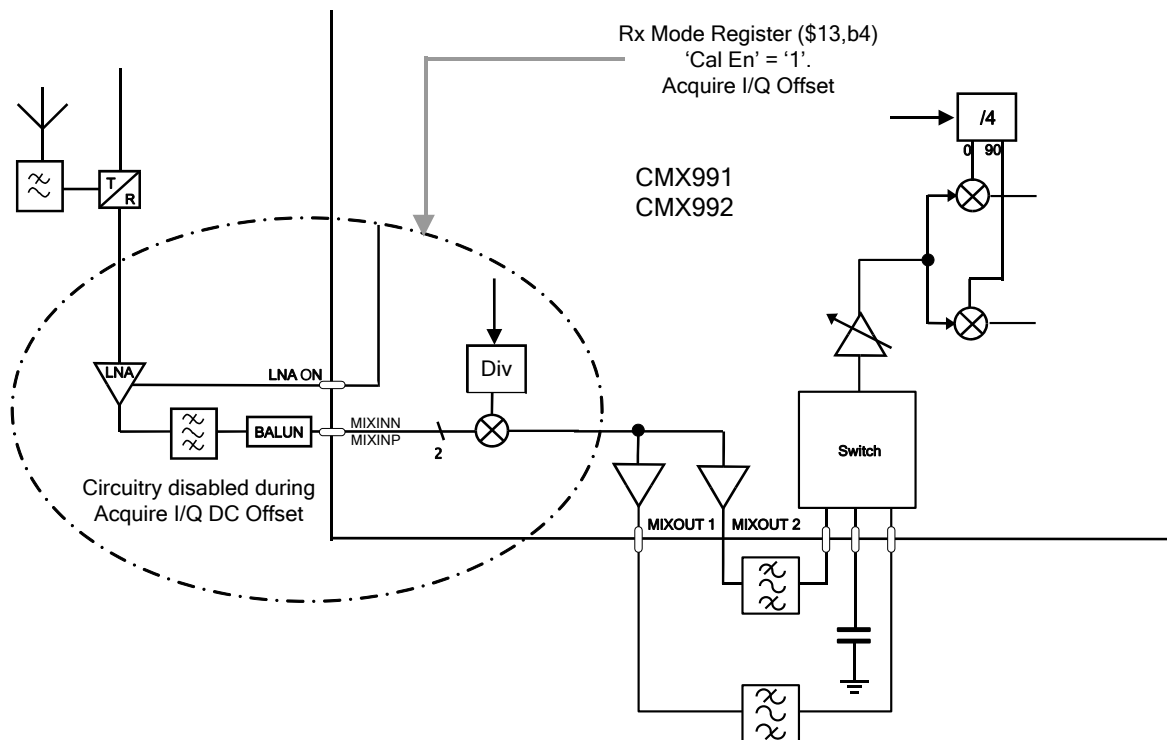 Rx Mode Register ($13,b4)
‘Cal En’ = ‘1’.
Acquire I/Q Offset
/4
0 90
T
R
CMX991
CMX992
LNA
LNA ON
Div
BALUN
MIXINN
MIXINP
2
Switch
Circuitry disabled during
Acquire I/Q DC Offset
MIXOUT 1
MIXOUT 2